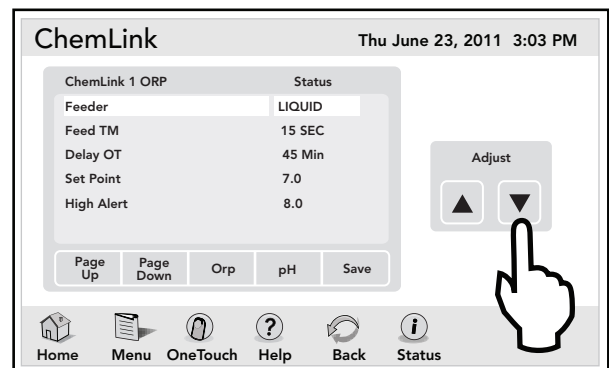 ChemLink Thu June 23, 2011 3:03 PM
ChemLink 1 ORP Status
Feeder LIQUID
Feed TM 15 SEC
Delay OT 45 Min
Set Point 7.0
High Alert 8.0
Adjust
Page Up Page Down Orp pH Save
Home Menu OneTouch Help Back Status